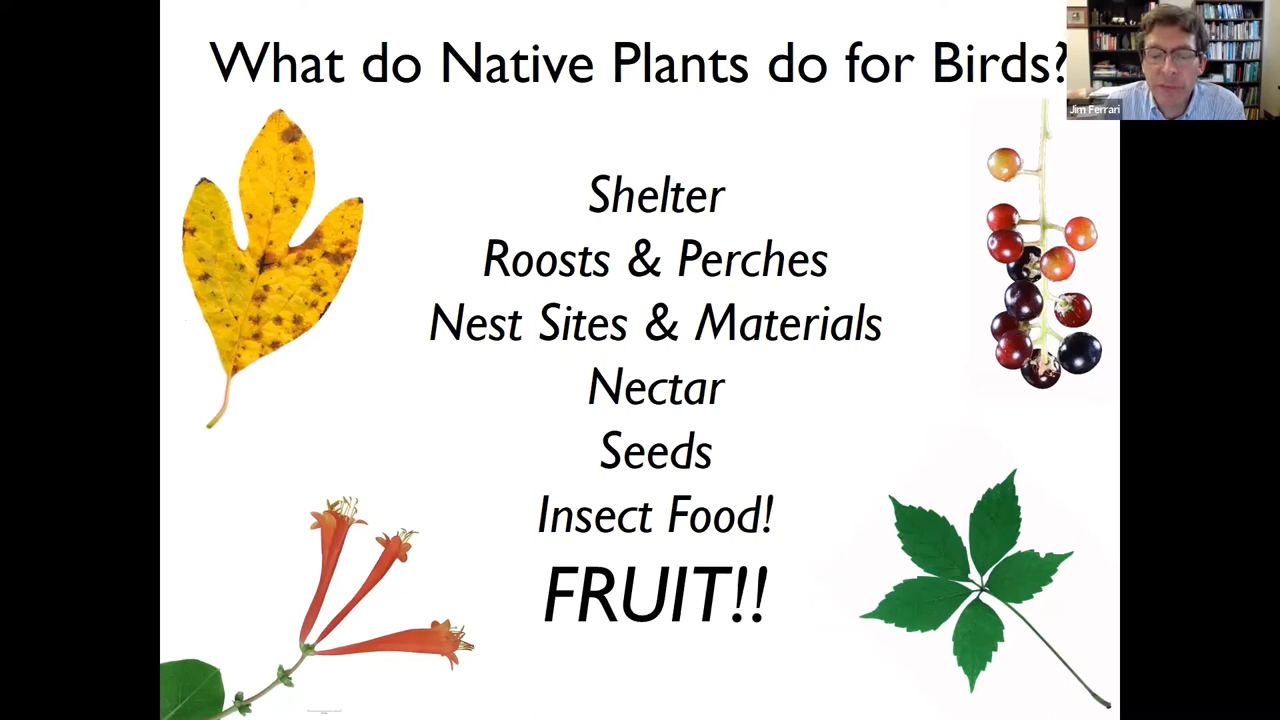 What do Native Plants do for Birds?
Jim Ferrari
Shelter
Roosts & Perches
Nest Sites & Materials
Nectar
Seeds
Insect Food!
FRUIT!!